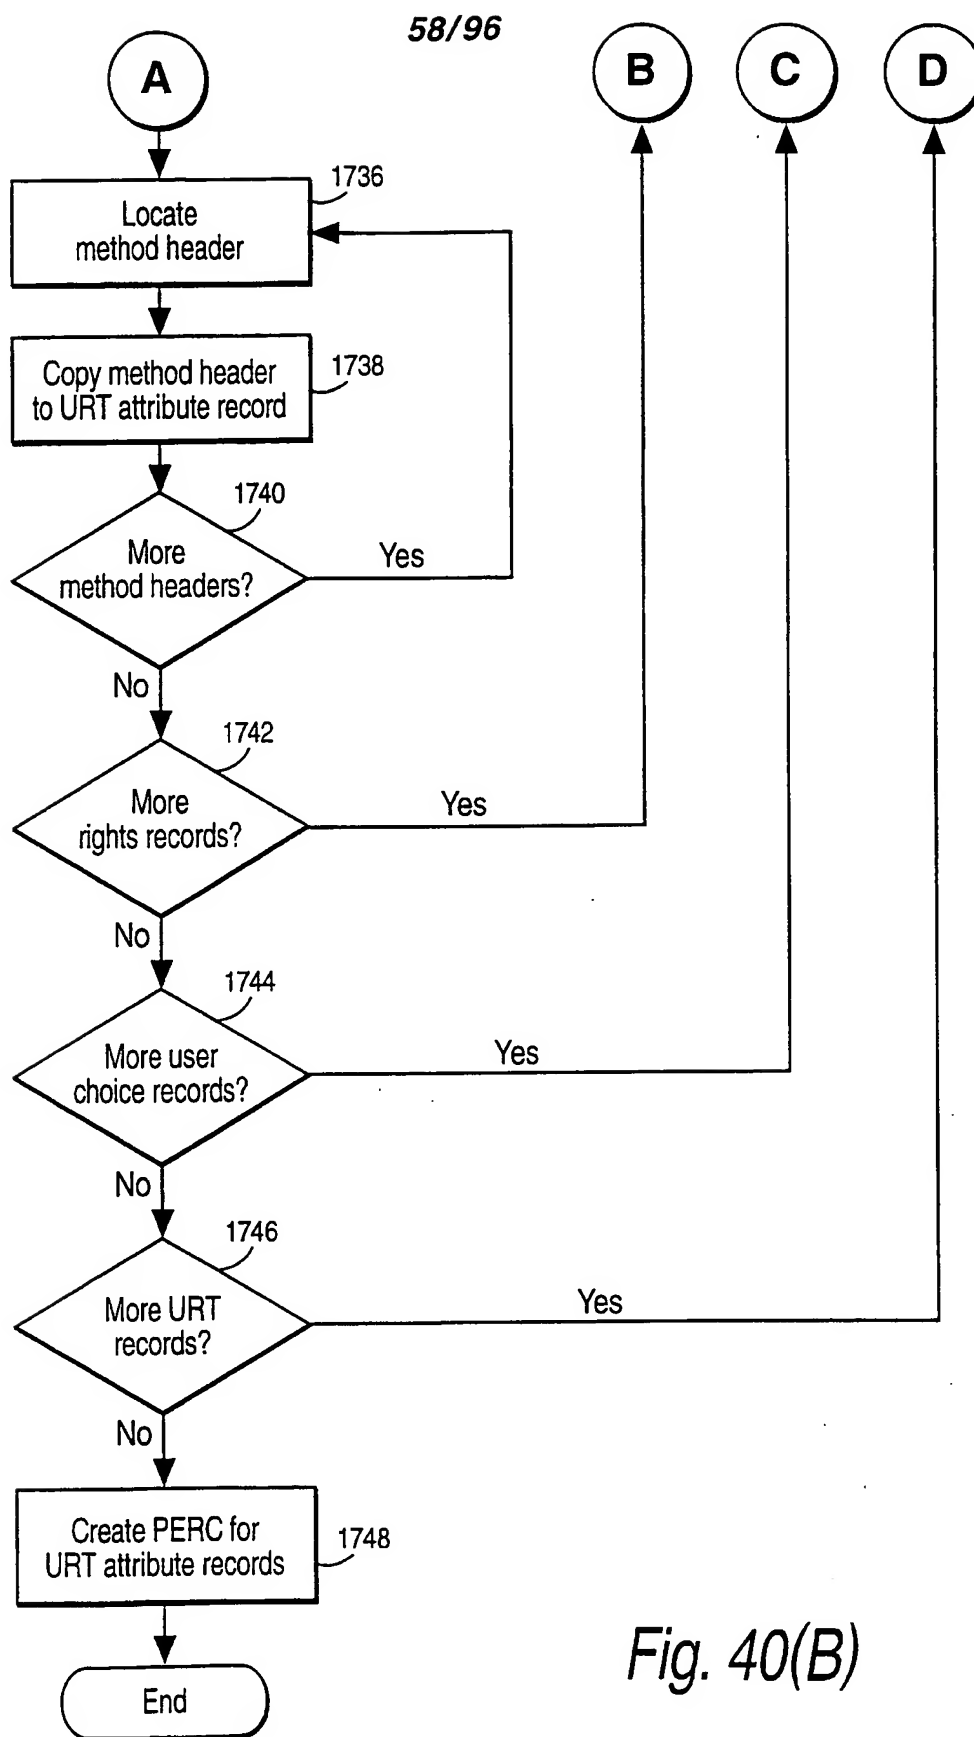 58/96
A
B
C
D
1736
Locate
method header
1738
Copy method header
to URT attribute record
1740
More
method headers?
Yes
No
1742
More
rights records?
Yes
No
1744
More user
choice records?
Yes
No
1746
More URT
records?
Yes
No
Create PERC for
URT attribute records
1748
End
Fig. 40(B)